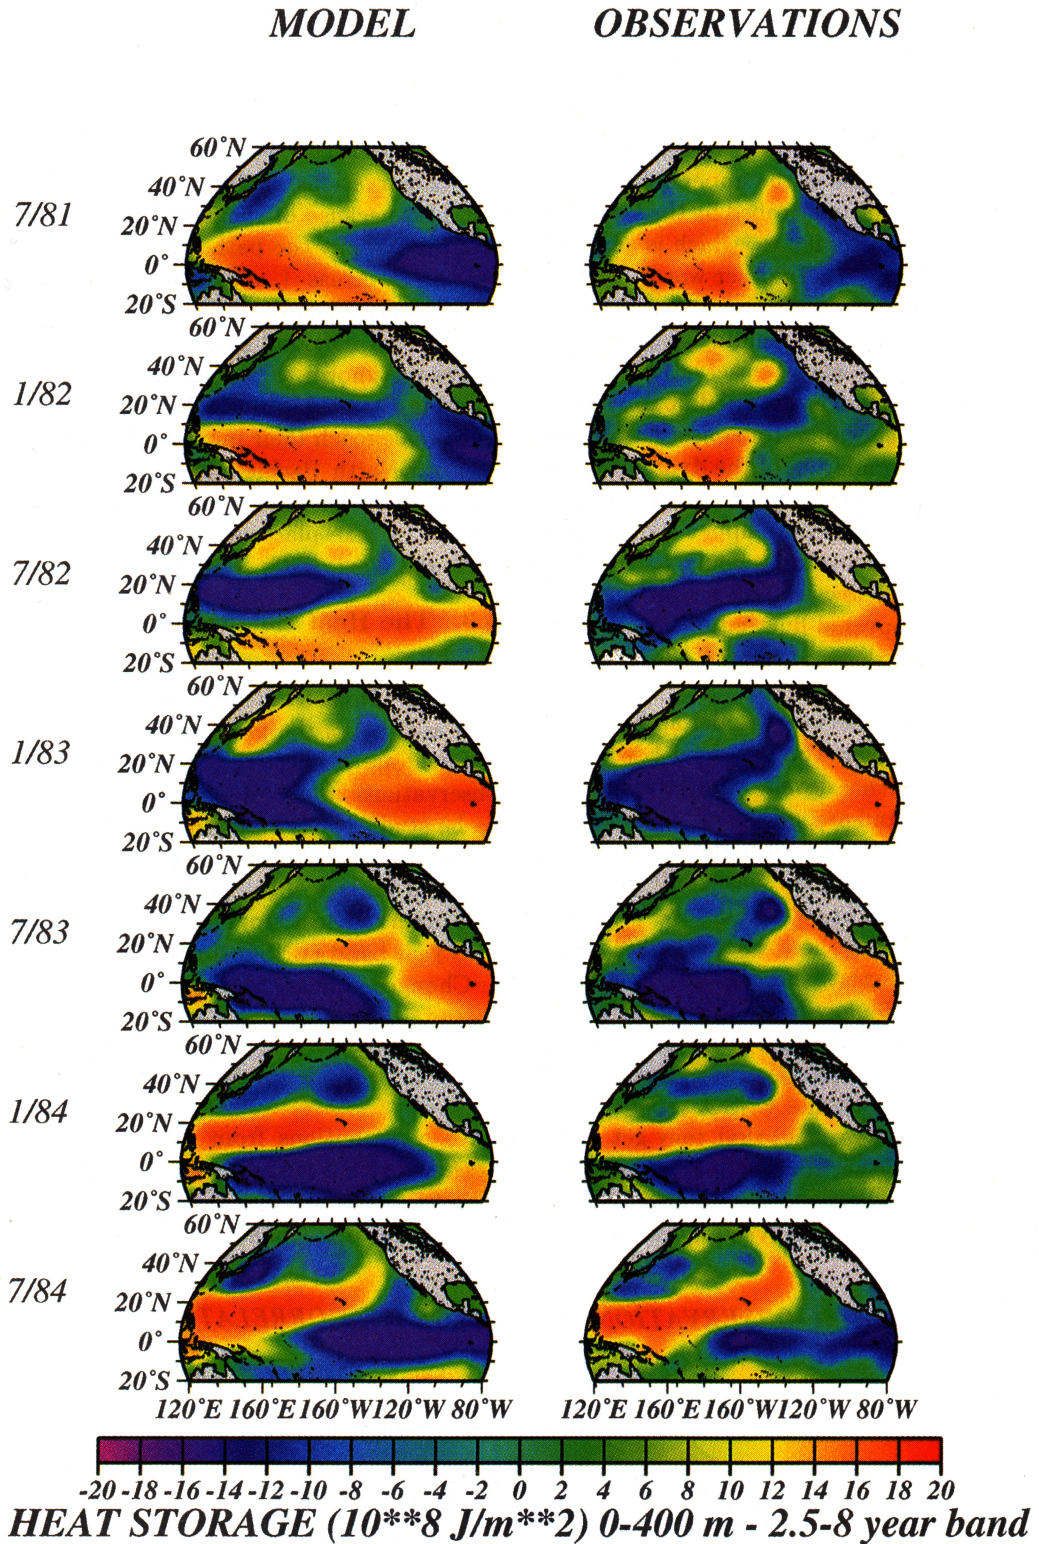 MODEL OBSERVATIONS
60°N
40°N
7/81 20°N
0°
20°S
60°N
40°N
1/82 20°N
0°
20°S
60°N
40°N
7/82 20°N
0°
20°S
60°N
40°N
1/83 20°N
0°
20°S
60°N
40°N
7/83 20°N
0°
20°S
60°N
40°N
1/84 20°N
0°
20°S
60°N
40°N
7/84 20°N
0°
20°S
120°E 160°E 160°W 120°W 80°W 120°E 160°E 160°W 120°W 80°W
-20 -18 -16 -14 -12 -10 -8 -6 -4 -2 0 2 4 6 8 10 12 14 16 18 20
HEAT STORAGE (10**8 J/m**2) 0-400 m - 2.5-8 year band